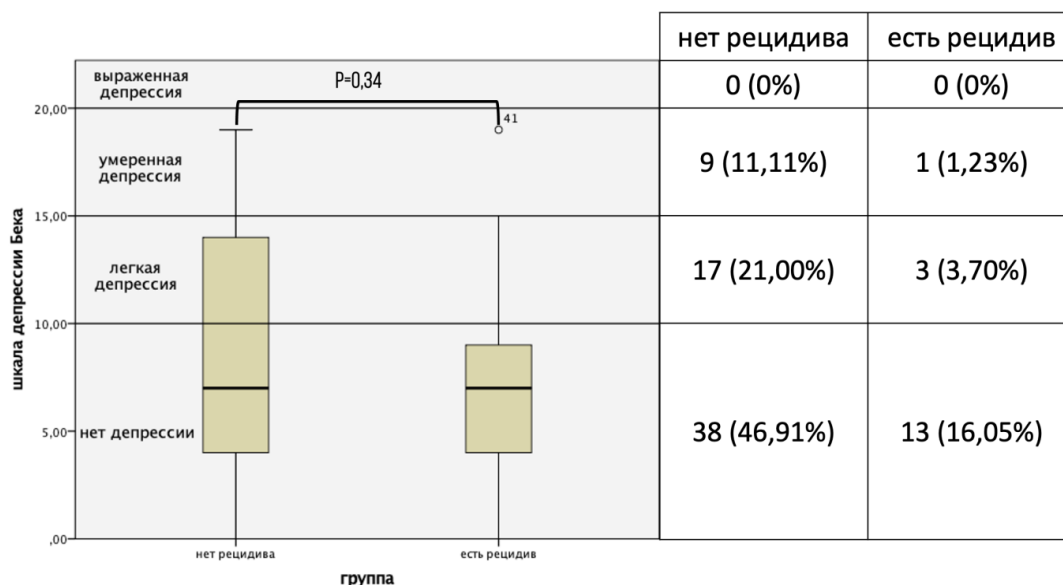 нет рецидива
есть рецидив
выраженная
депрессия
P=0,34
0 (0%)
0 (0%)
20,00
41
умеренная
депрессия
9 (11,11%)
1 (1,23%)
15,00
шкала депрессии Бека
легкая
депрессия
17 (21,00%)
3 (3,70%)
10,00
нет депрессии
5,00
38 (46,91%)
13 (16,05%)
,00
нет рецидива
есть рецидив
группа